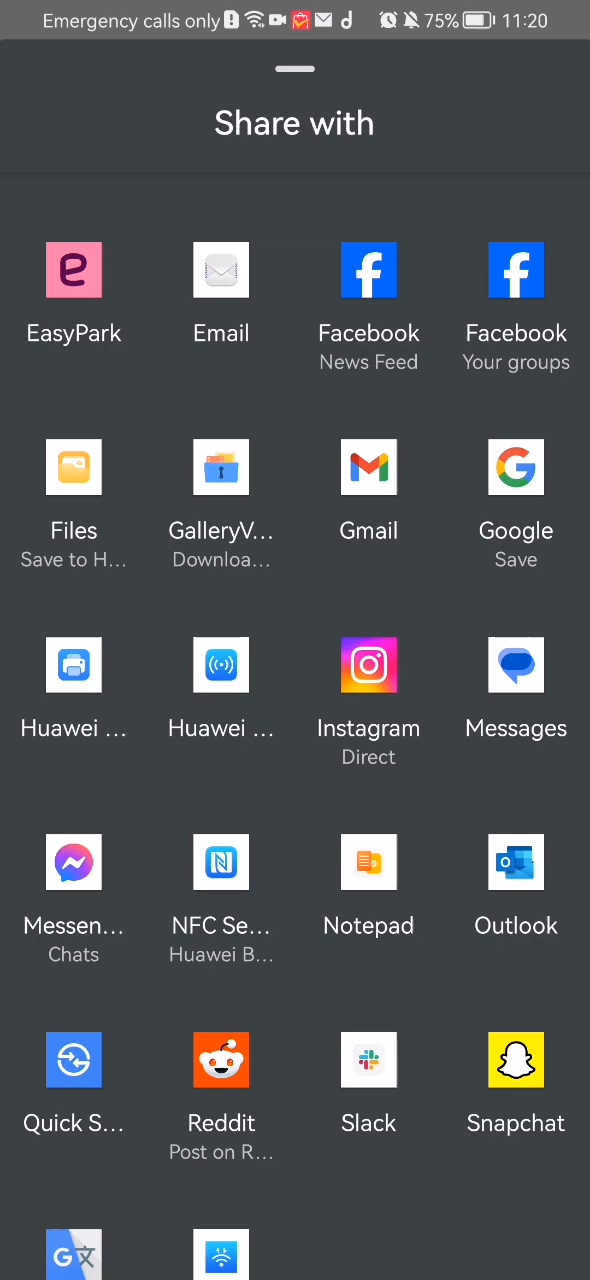 Emergency calls only 75% 11:20
Share with
EasyPark Email Facebook Facebook
News Feed Your groups
Files GalleryV... Gmail Google
Save to H... Downloa... Save
Huawei ... Huawei ... Instagram Messages
Direct
Messen... NFC Se... Notepad Outlook
Chats Huawei B...
Quick S... Reddit Slack Snapchat
Post on R...